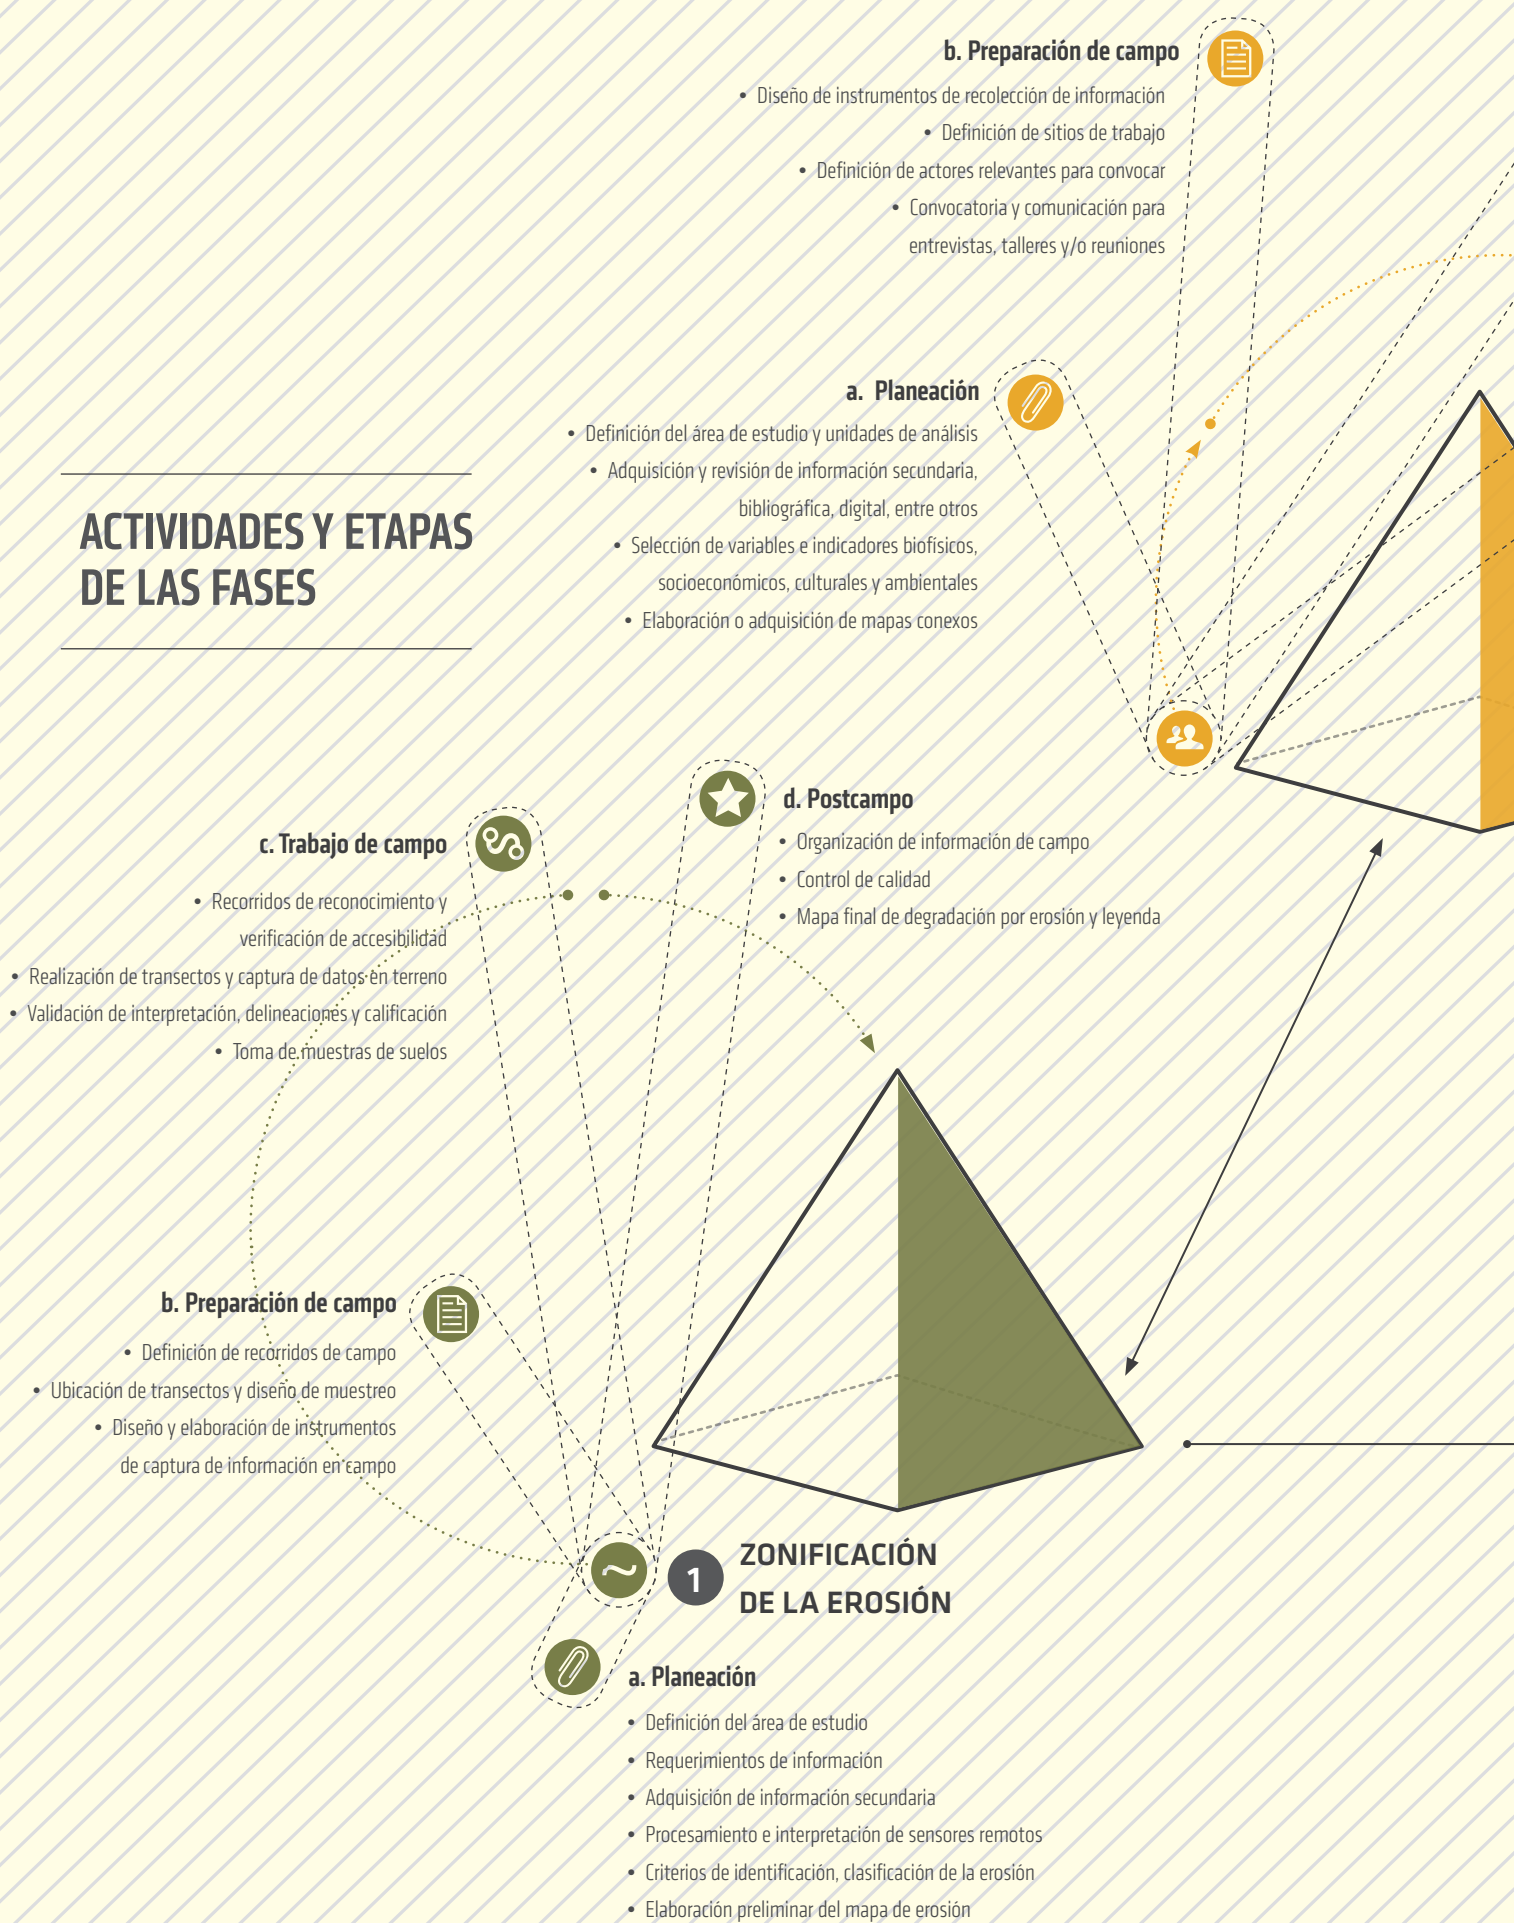 b. Preparación de campo
• Diseño de instrumentos de recolección de información
• Definición de sitios de trabajo
• Definición de actores relevantes para convocar
• Convocatoria y comunicación para
entrevistas, talleres y/o reuniones
a. Planeación
• Definición del área de estudio y unidades de análisis
• Adquisición y revisión de información secundaria,
bibliográfica, digital, entre otros
• Selección de variables e indicadores biofísicos,
socioeconómicos, culturales y ambientales
• Elaboración o adquisición de mapas conexos
ACTIVIDADES Y ETAPAS
DE LAS FASES
d. Postcampo
• Organización de información de campo
• Control de calidad
• Mapa final de degradación por erosión y leyenda
c. Trabajo de campo
• Recorridos de reconocimiento y
verificación de accesibilidad
• Realización de transectos y captura de datos en terreno
• Validación de interpretación, delineaciones y calificación
• Toma de muestras de suelos
b. Preparación de campo
• Definición de recorridos de campo
• Ubicación de transectos y diseño de muestreo
• Diseño y elaboración de instrumentos
de captura de información en campo
1
ZONIFICACIÓN
DE LA EROSIÓN
a. Planeación
• Definición del área de estudio
• Requerimientos de información
• Adquisición de información secundaria
• Procesamiento e interpretación de sensores remotos
• Criterios de identificación, clasificación de la erosión
• Elaboración preliminar del mapa de erosión